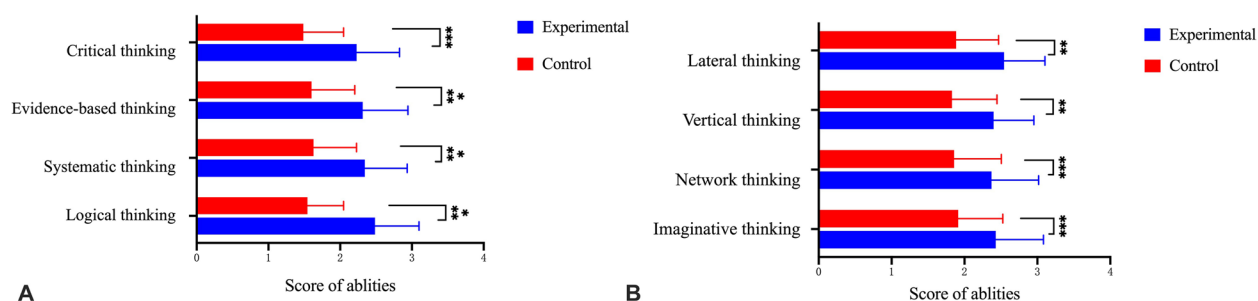 Critical thinking
***
Evidence-based thinking
**
*
Systematic thinking
**
*
Logical thinking
**
*
0 1 2 3 4
Score of ablities
Experimental
Control
A
Lateral thinking
**
Vertical thinking
**
Network thinking
***
Imaginative thinking
***
0 1 2 3 4
Score of ablities
Experimental
Control
B